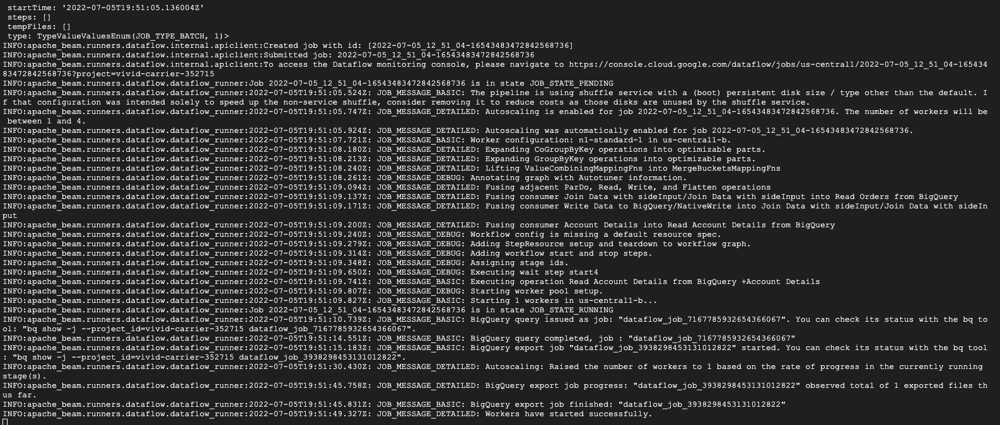 startTime: '2022-07-05T19:51:05.136004Z'
steps: []
tempFiles: []
type: TypeValueValuesEnum(JOB_TYPE_BATCH, 1)>
INFO:apache_beam.runners.dataflow.internal.apiclient:Created job with id: [2022-07-05_12_51_04-16543483472842568736]
INFO:apache_beam.runners.dataflow.internal.apiclient:Submitted job: 2022-07-05_12_51_04-16543483472842568736
INFO:apache_beam.runners.dataflow.internal.apiclient:To access the Dataflow monitoring console, please navigate to https://console.cloud.google.com/dataflow/jobs/us-central1/2022-07-05_12_51_04-165434
83472842568736?project=vivid-carrier-352715
INFO:apache_beam.runners.dataflow.dataflow_runner:Job 2022-07-05_12_51_04-16543483472842568736 is in state JOB_STATE_PENDING
INFO:apache_beam.runners.dataflow.dataflow_runner:2022-07-05T19:51:05.524Z: JOB_MESSAGE_BASIC: The pipeline is using shuffle service with a (boot) persistent disk size / type other than the default. I
f that configuration was intended solely to speed up the non-service shuffle, consider removing it to reduce costs as those disks are unused by the shuffle service.
INFO:apache_beam.runners.dataflow.dataflow_runner:2022-07-05T19:51:05.747Z: JOB_MESSAGE_DETAILED: Autoscaling is enabled for job 2022-07-05_12_51_04-16543483472842568736. The number of workers will be
between 1 and 4.
INFO:apache_beam.runners.dataflow.dataflow_runner:2022-07-05T19:51:05.924Z: JOB_MESSAGE_DETAILED: Autoscaling was automatically enabled for job 2022-07-05_12_51_04-16543483472842568736.
INFO:apache_beam.runners.dataflow.dataflow_runner:2022-07-05T19:51:07.721Z: JOB_MESSAGE_BASIC: Worker configuration: n1-standard-1 in us-central1-b.
INFO:apache_beam.runners.dataflow.dataflow_runner:2022-07-05T19:51:08.180Z: JOB_MESSAGE_DETAILED: Expanding CoGroupByKey operations into optimizable parts.
INFO:apache_beam.runners.dataflow.dataflow_runner:2022-07-05T19:51:08.213Z: JOB_MESSAGE_DETAILED: Expanding GroupByKey operations into optimizable parts.
INFO:apache_beam.runners.dataflow.dataflow_runner:2022-07-05T19:51:08.240Z: JOB_MESSAGE_DETAILED: Lifting ValueCombiningMappingFns into MergeBucketsMappingFns
INFO:apache_beam.runners.dataflow.dataflow_runner:2022-07-05T19:51:08.261Z: JOB_MESSAGE_DEBUG: Annotating graph with Autotuner information.
INFO:apache_beam.runners.dataflow.dataflow_runner:2022-07-05T19:51:09.094Z: JOB_MESSAGE_DETAILED: Fusing adjacent ParDo, Read, Write, and Flatten operations
INFO:apache_beam.runners.dataflow.dataflow_runner:2022-07-05T19:51:09.137Z: JOB_MESSAGE_DETAILED: Fusing consumer Join Data with sideInput/Join Data with sideInput into Read Orders from BigQuery
INFO:apache_beam.runners.dataflow.dataflow_runner:2022-07-05T19:51:09.171Z: JOB_MESSAGE_DETAILED: Fusing consumer Write Data to BigQuery/NativeWrite into Join Data with sideInput/Join Data with sideIn
put
INFO:apache_beam.runners.dataflow.dataflow_runner:2022-07-05T19:51:09.200Z: JOB_MESSAGE_DETAILED: Fusing consumer Account Details into Read Account Details from BigQuery
INFO:apache_beam.runners.dataflow.dataflow_runner:2022-07-05T19:51:09.240Z: JOB_MESSAGE_DEBUG: Workflow config is missing a default resource spec.
INFO:apache_beam.runners.dataflow.dataflow_runner:2022-07-05T19:51:09.279Z: JOB_MESSAGE_DEBUG: Adding StepResource setup and teardown to workflow graph.
INFO:apache_beam.runners.dataflow.dataflow_runner:2022-07-05T19:51:09.314Z: JOB_MESSAGE_DEBUG: Adding workflow start and stop steps.
INFO:apache_beam.runners.dataflow.dataflow_runner:2022-07-05T19:51:09.348Z: JOB_MESSAGE_DEBUG: Assigning stage ids.
INFO:apache_beam.runners.dataflow.dataflow_runner:2022-07-05T19:51:09.650Z: JOB_MESSAGE_DEBUG: Executing wait step start4
INFO:apache_beam.runners.dataflow.dataflow_runner:2022-07-05T19:51:09.741Z: JOB_MESSAGE_BASIC: Executing operation Read Account Details from BigQuery +Account Details
INFO:apache_beam.runners.dataflow.dataflow_runner:2022-07-05T19:51:09.807Z: JOB_MESSAGE_DEBUG: Starting worker pool setup.
INFO:apache_beam.runners.dataflow.dataflow_runner:2022-07-05T19:51:09.827Z: JOB_MESSAGE_BASIC: Starting 1 workers in us-central1-b...
INFO:apache_beam.runners.dataflow.dataflow_runner:Job 2022-07-05_12_51_04-16543483472842568736 is in state JOB_STATE_RUNNING
INFO:apache_beam.runners.dataflow.dataflow_runner:2022-07-05T19:51:10.739Z: JOB_MESSAGE_BASIC: BigQuery query issued as job: "dataflow_job_7167785932654366067". You can check its status with the bq to
ol: "bq show -j --project_id=vivid-carrier-352715 dataflow_job_7167785932654366067".
INFO:apache_beam.runners.dataflow.dataflow_runner:2022-07-05T19:51:14.551Z: JOB_MESSAGE_BASIC: BigQuery query completed, job : "dataflow_job_7167785932654366067"
INFO:apache_beam.runners.dataflow.dataflow_runner:2022-07-05T19:51:15.183Z: JOB_MESSAGE_BASIC: BigQuery export job "dataflow_job_3938298453131012822" started. You can check its status with the bq tool
: "bq show -j --project_id=vivid-carrier-352715 dataflow_job_3938298453131012822".
INFO:apache_beam.runners.dataflow.dataflow_runner:2022-07-05T19:51:30.430Z: JOB_MESSAGE_DETAILED: Autoscaling: Raised the number of workers to 1 based on the rate of progress in the currently running
stage(s).
INFO:apache_beam.runners.dataflow.dataflow_runner:2022-07-05T19:51:45.758Z: JOB_MESSAGE_DETAILED: BigQuery export job progress: "dataflow_job_3938298453131012822" observed total of 1 exported files th
us far.
INFO:apache_beam.runners.dataflow.dataflow_runner:2022-07-05T19:51:45.831Z: JOB_MESSAGE_BASIC: BigQuery export job finished: "dataflow_job_3938298453131012822"
INFO:apache_beam.runners.dataflow.dataflow_runner:2022-07-05T19:51:49.327Z: JOB_MESSAGE_DETAILED: Workers have started successfully.